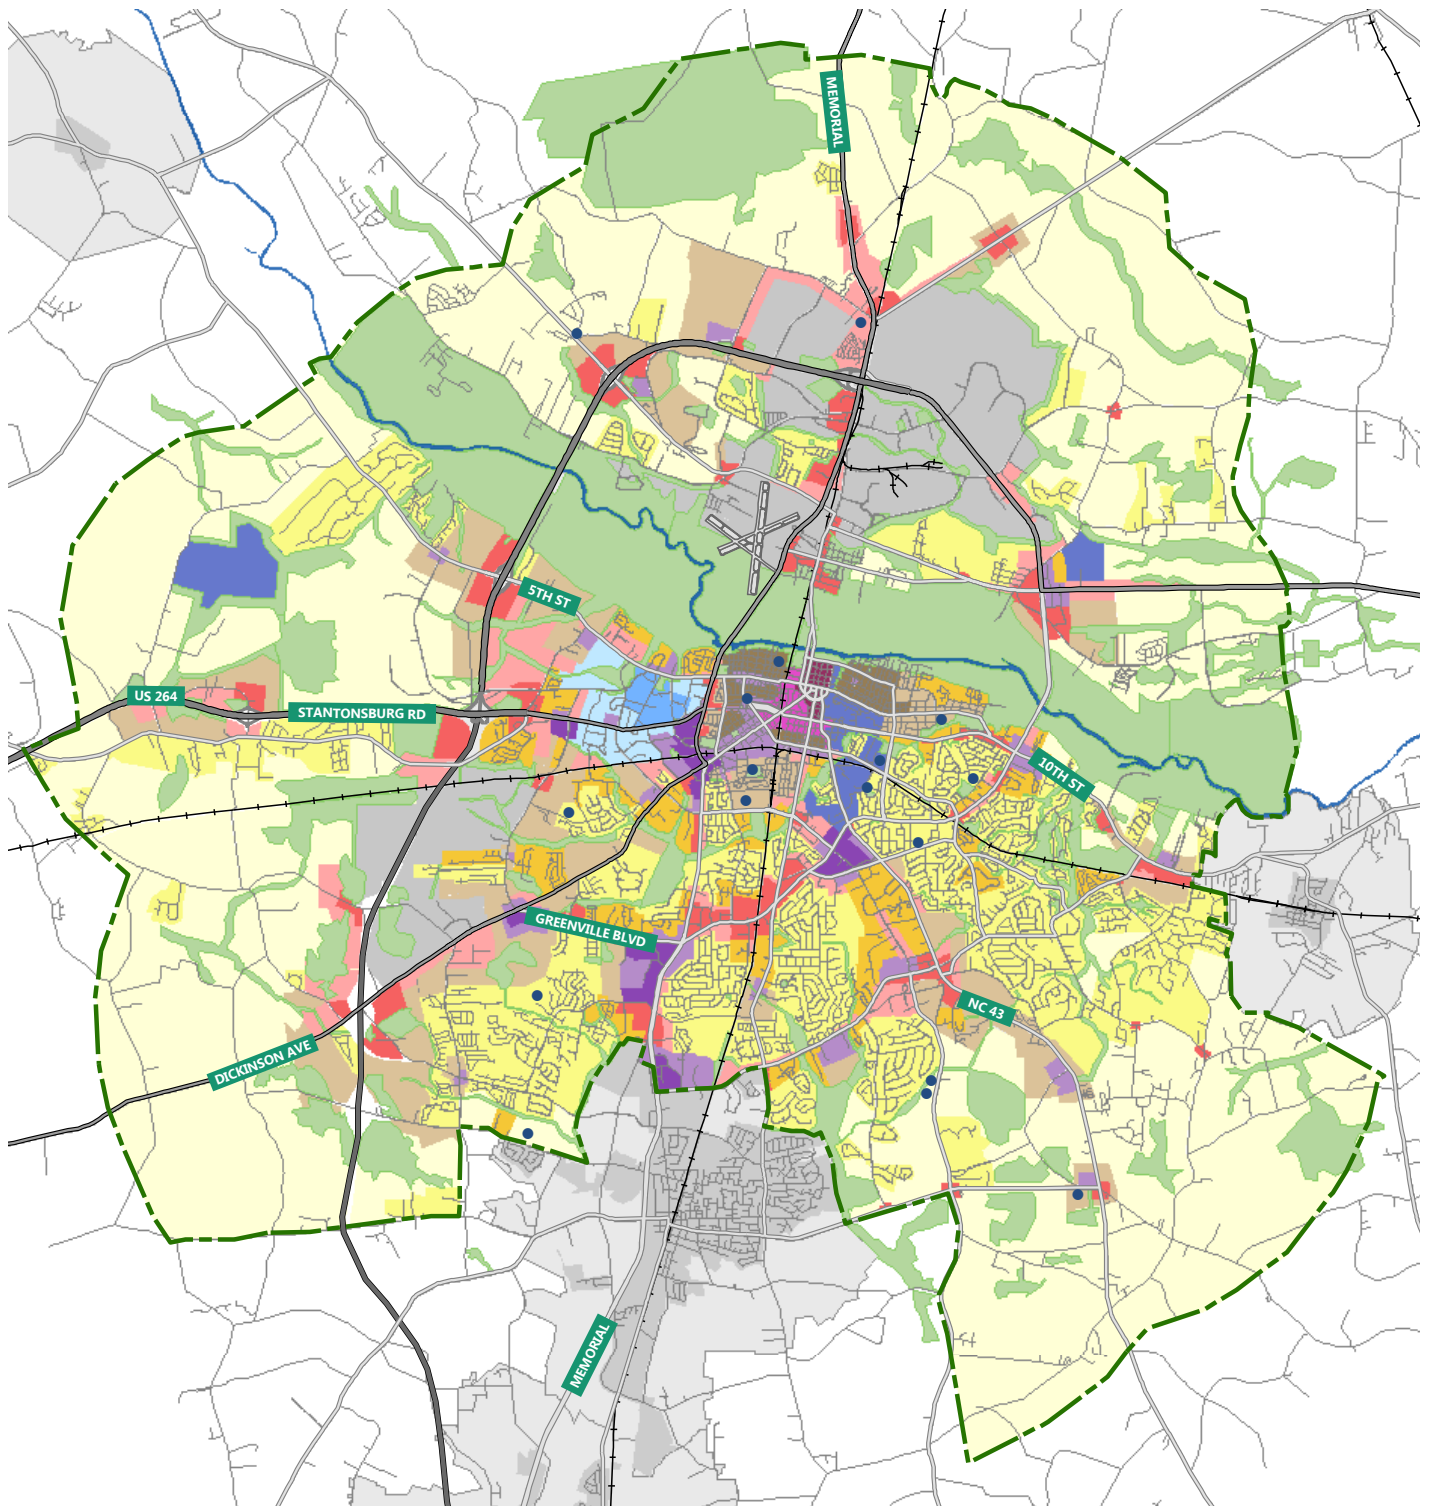 MEMORIAL
5TH ST
US 264
STANTONSBURG RD
10TH ST
GREENVILLE BLVD
NC 43
DICKINSON AVE
MEMORIAL